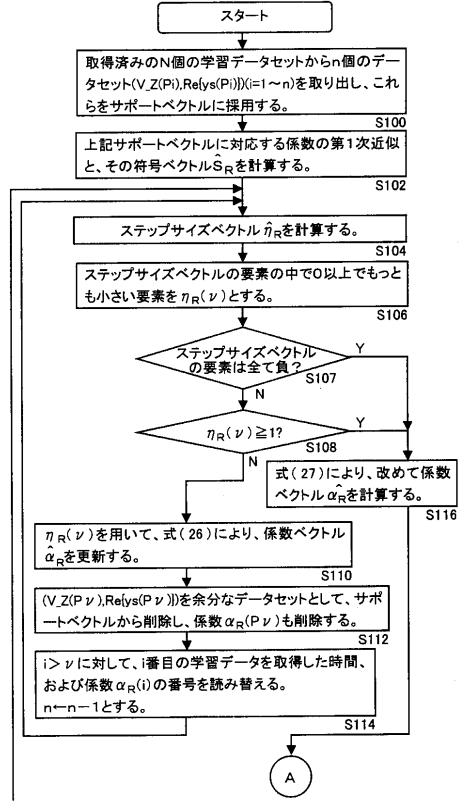 スタート
取得済みのN個の学習データセットからn個のデー
タセット(V_Z(Pi),Re{ys(Pi)})(i=1~n)を取り出し、これ
らをサポートベクトルに採用する。
S100
上記サポートベクトルに対応する係数の第1次近似
と、その符号ベクトルŜRを計算する。
S102
ステップサイズベクトル η̂Rを計算する。
S104
ステップサイズベクトルの要素の中で0以上でもっと
も小さい要素をηR(ν)とする。
S106
ステップサイズベクトル
の要素は全て負?
S107
Y
N
ηR(ν)≧1?
S108
Y
N
式(27)により、改めて係数
ベクトルα̂Rを計算する。
S116
ηR(ν)を用いて、式(26)により、係数ベクトル
α̂Rを更新する。
S110
(V_Z(Pν),Re{ys(Pν)})を余分なデータセットとして、サポ
ートベクトルから削除し、係数αR(Pν)も削除する。
S112
i>νに対して、i番目の学習データを取得した時間、
および係数αR(i)の番号を読み替える。
n←n-1とする。
S114
A